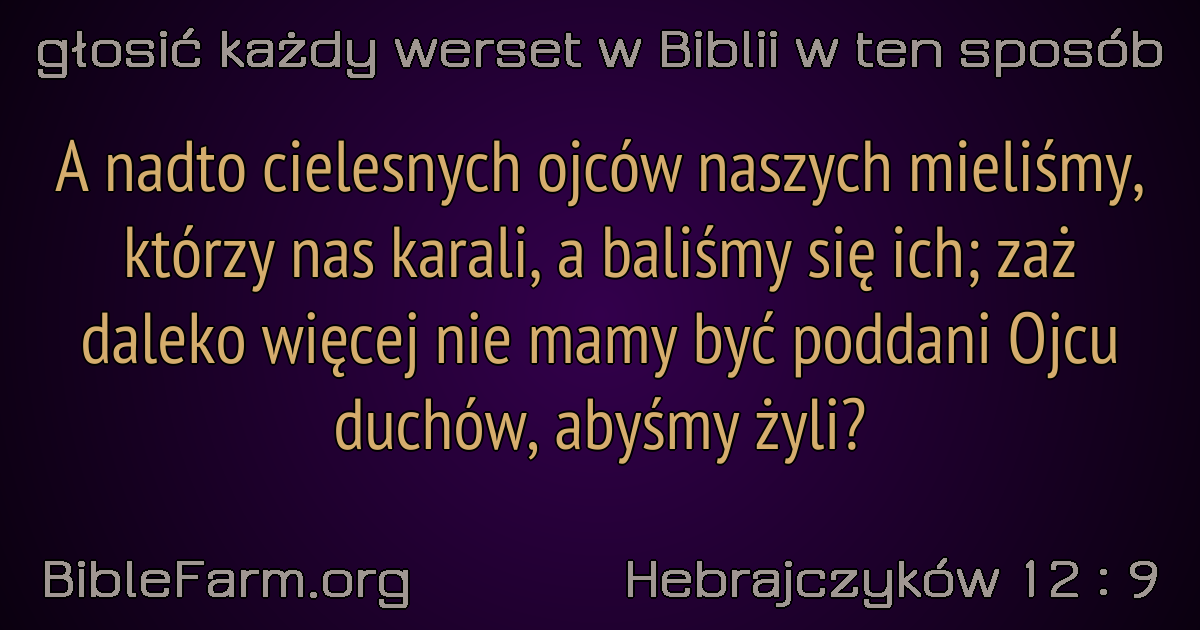 głosić każdy werset w Biblii w ten sposób
A nadto cielesnych ojców naszych mieliśmy,
którzy nas karali, a baliśmy się ich; zaż
daleko więcej nie mamy być poddani Ojcu
duchów, abyśmy żyli?
BibleFarm.org
Hebrajczyków 12 : 9